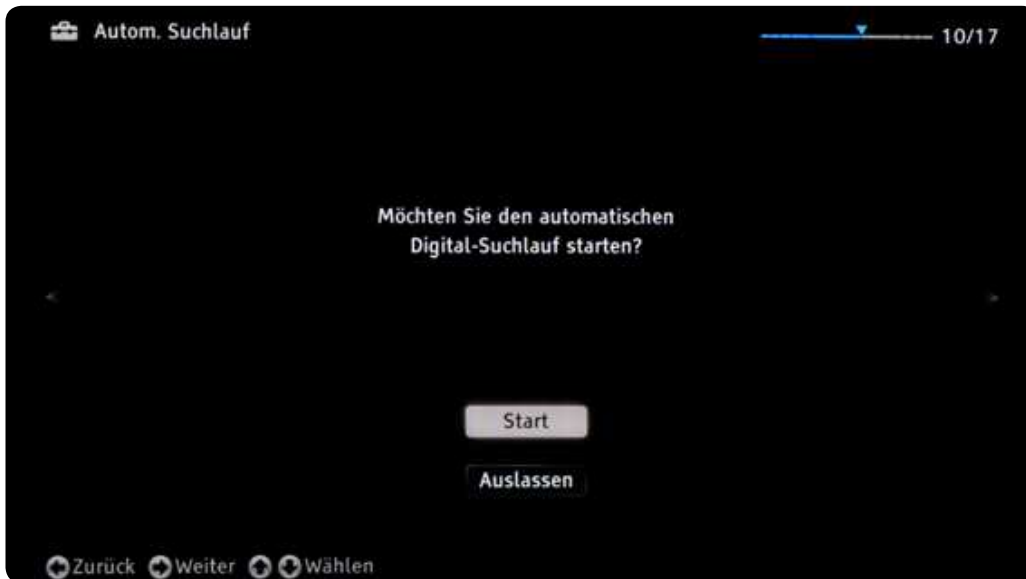 Autom. Suchlauf
10/17
Möchten Sie den automatischen
Digital-Suchlauf starten?
Start
Auslassen
Zurück Weiter Wählen